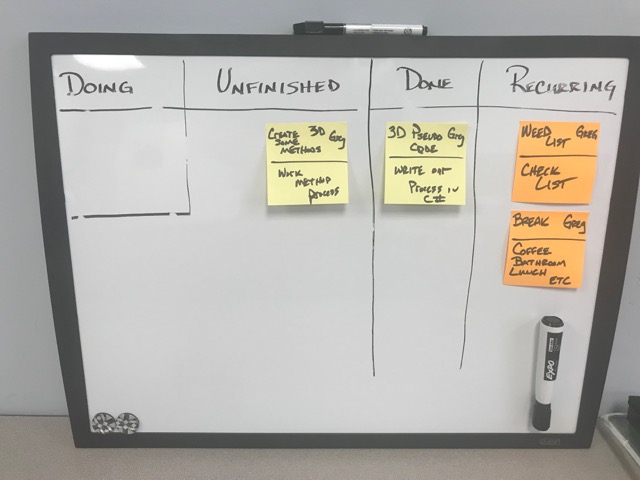 DOING
UNFINISHED
DONE
RECURRING
CREATE 3D Greg
SOME
METHODS
WORK
METHOD
PROCESS
3D PSEUDO Greg
CODE
WRITE OUT
PROCESS IN
C#
WEED GREG
LIST
CHECK
LIST
BREAK Greg
COFFEE
BATHROOM
LUNCH
ETC
EXPO